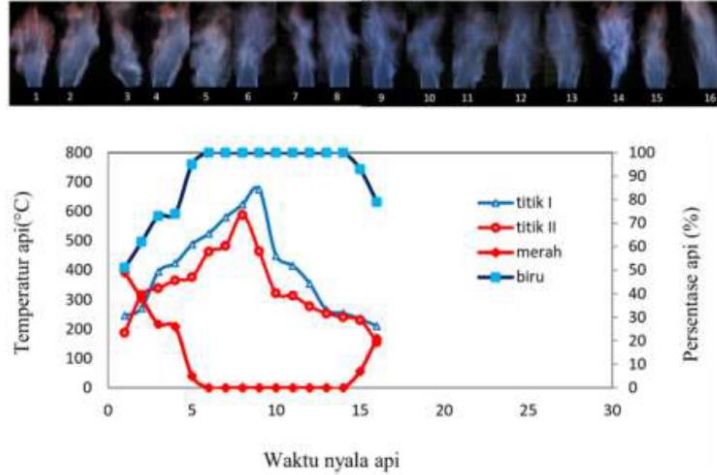 1 2 3 4 5 6 7 8 9 10 11 12 13 14 15 16
Temperatur api(°C)
800
700
600
500
400
300
200
100
0
0 5 10 15 20 25 30
Waktu nyala api
titik I
titik II
merah
biru
100
90
80
70
60
50
40
30
20
10
0
Persentase api (%)